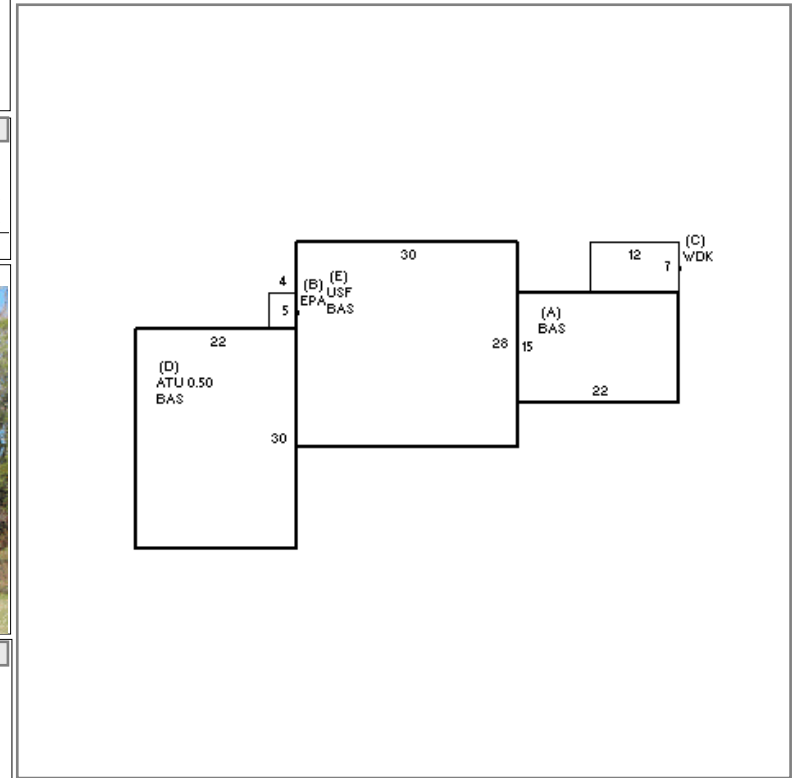 30
12
(C)
WDK
7
4
(B)
EPA
(E)
USF
BAS
5
(A)
BAS
22
28
15
(D)
ATU 0.50
BAS
22
30